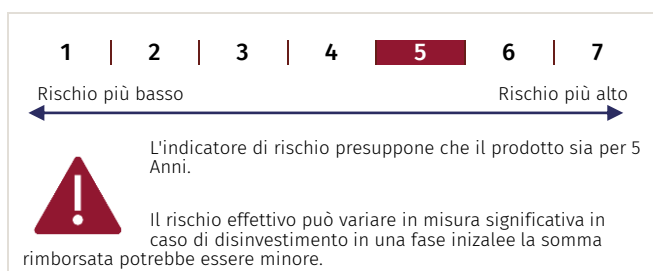 1 2 3 4 5 6 7
Rischio più basso Rischio più alto
L'indicatore di rischio presuppone che il prodotto sia per 5
Anni.
Il rischio effettivo può variare in misura significativa in
caso di disinvestimento in una fase inizalee la somma
rimborsata potrebbe essere minore.